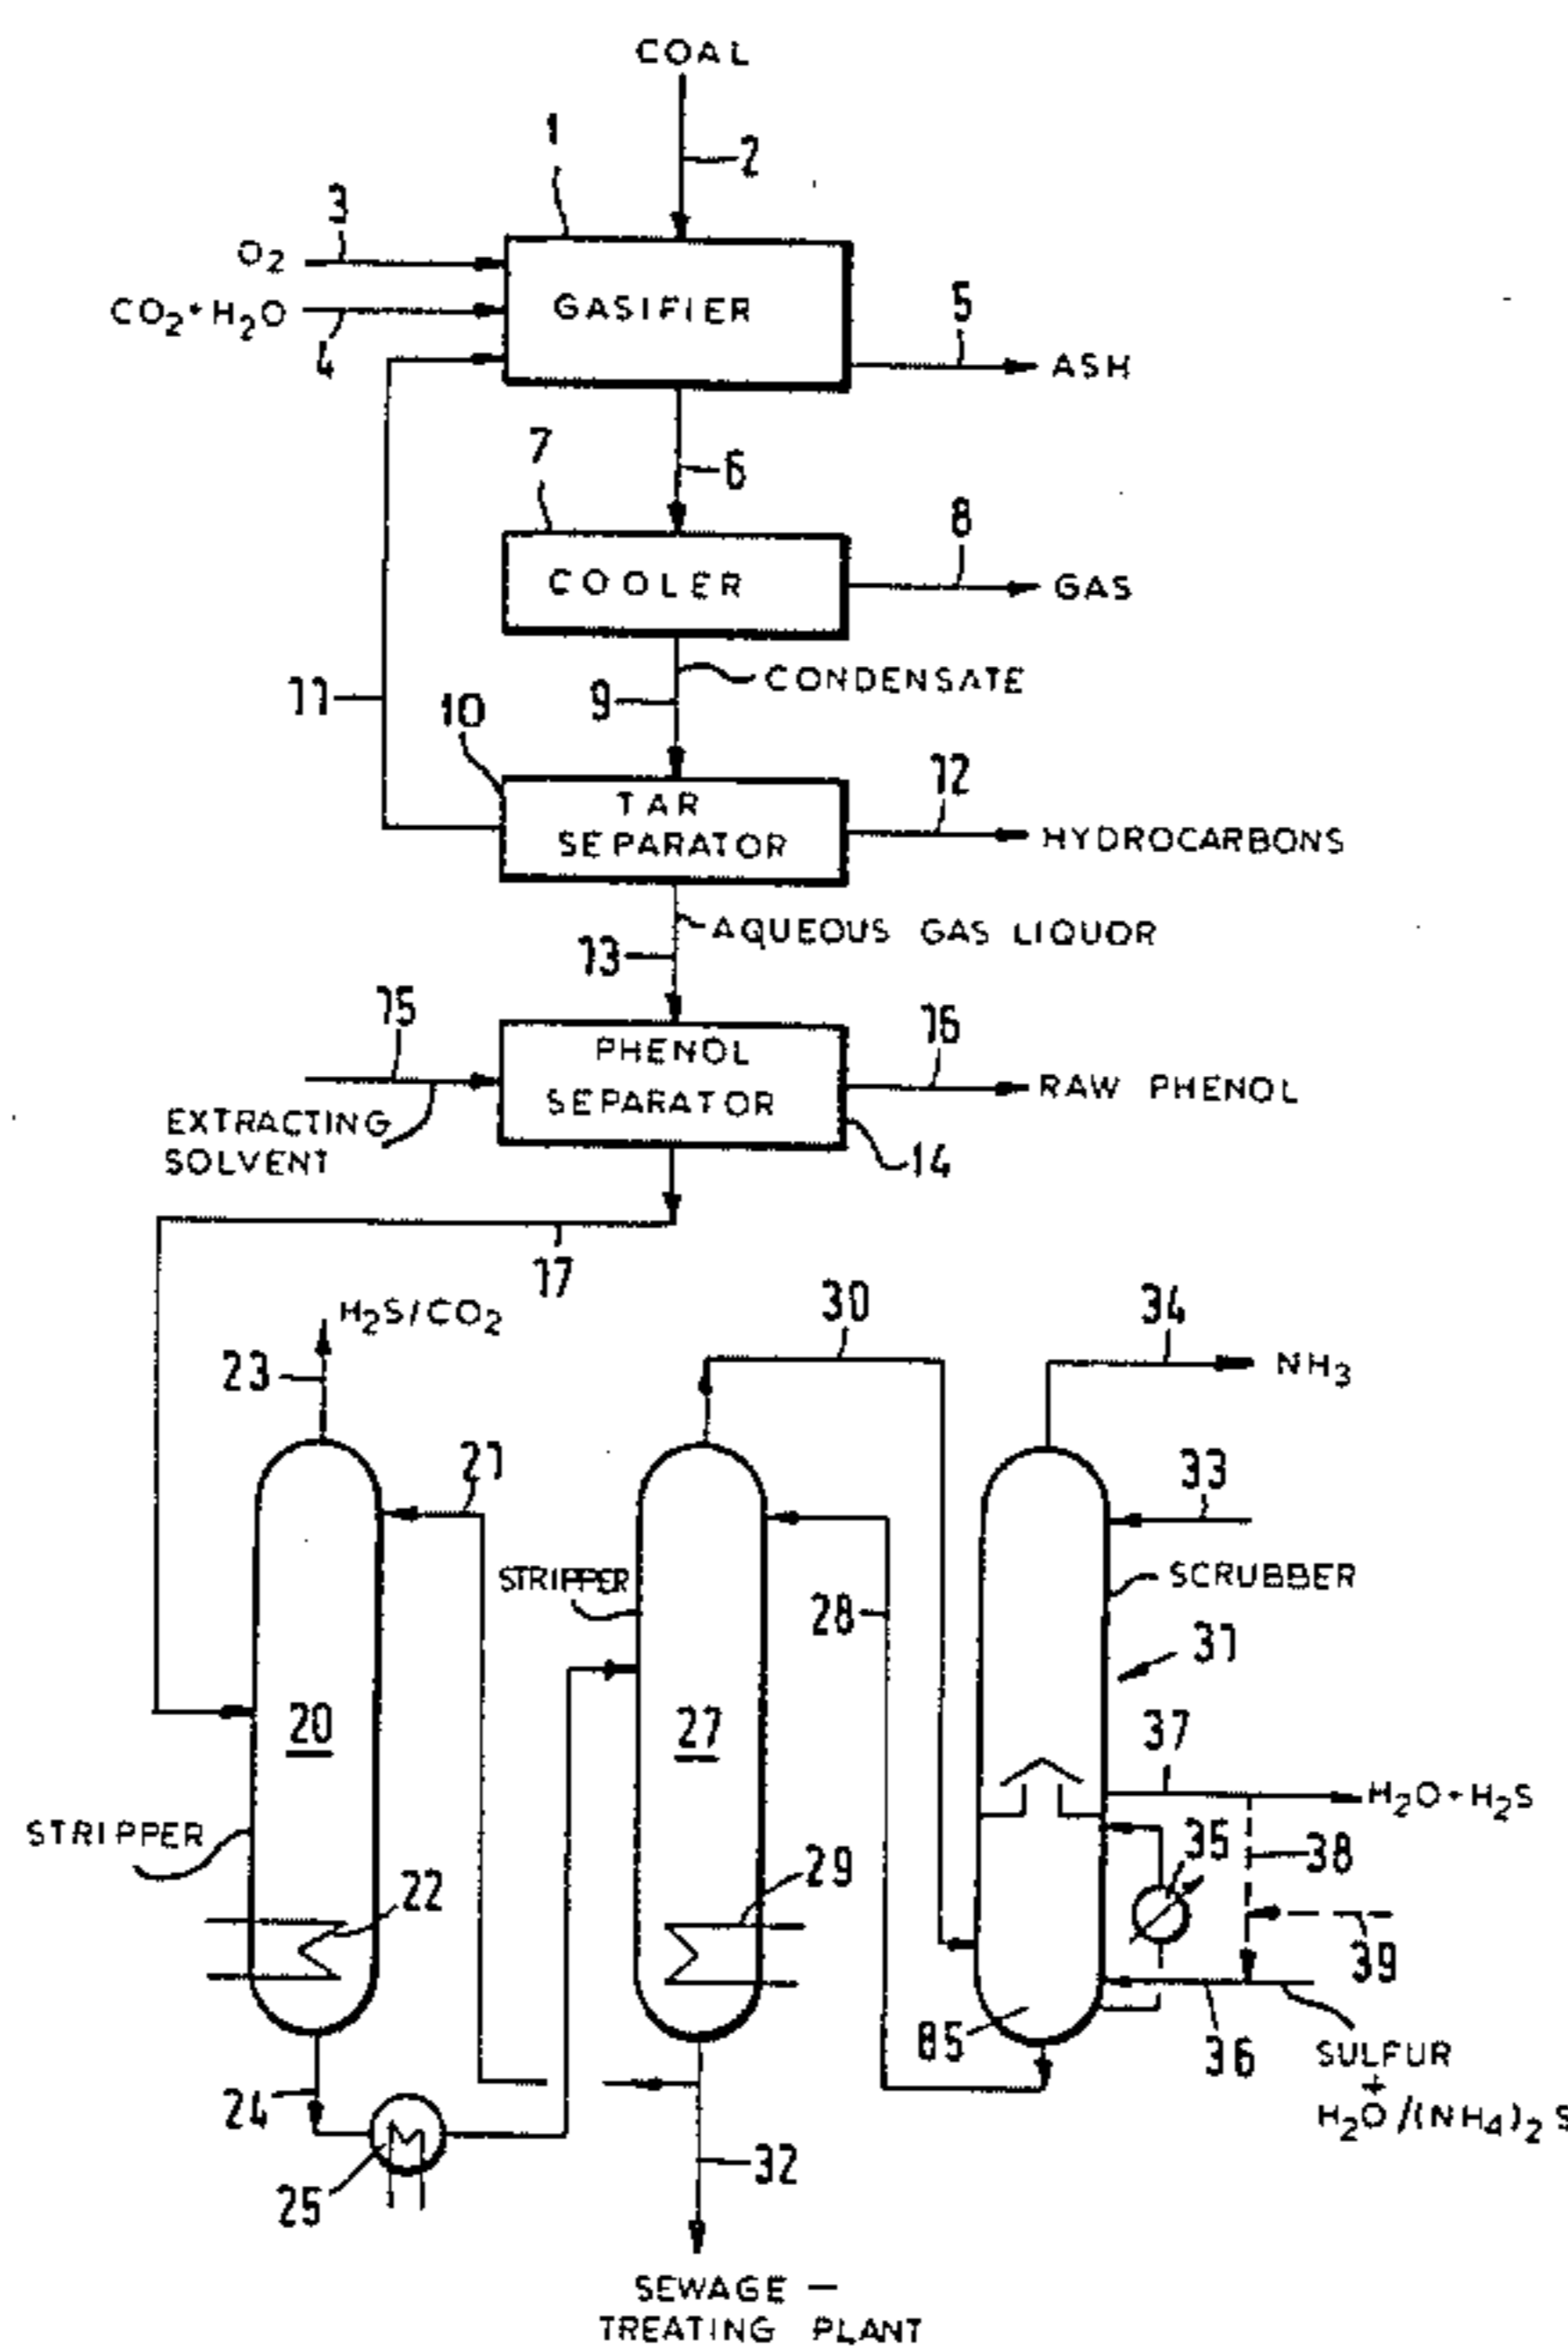 COAL
1
2
3
O2
GASIFIER
CO2+H2O
4
5
ASH
7
6
8
COOLER
GAS
CONDENSATE
11
9
10
12
TAR
SEPARATOR
HYDROCARBONS
AQUEOUS GAS LIQUOR
13
15
16
PHENOL
SEPARATOR
RAW PHENOL
EXTRACTING
SOLVENT
14
17
H2S/CO2
30
34
23
NH3
21
33
STRIPPER
SCRUBBER
28
31
20
27
37
H2O+H2S
STRIPPER
35
38
22
29
39
85
36
SULFUR
+
H2O/(NH4)2S
24
25
32
SEWAGE —
TREATING PLANT